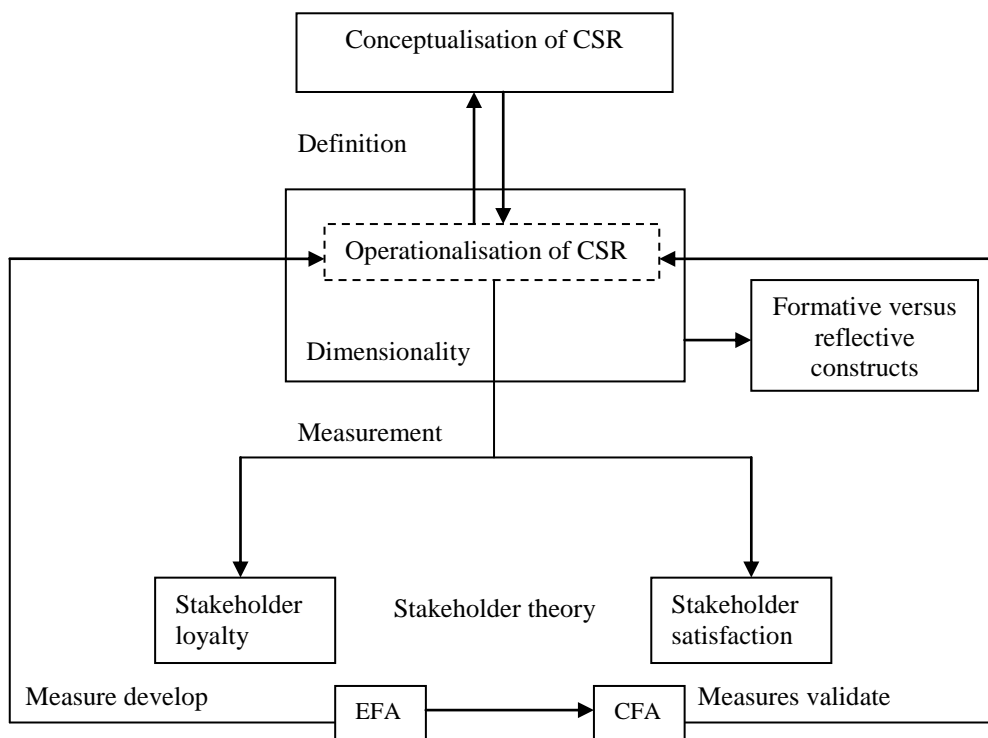 Conceptualisation of CSR
Definition
Operationalisation of CSR
Formative versus
reflective
constructs
Dimensionality
Measurement
Stakeholder
loyalty
Stakeholder theory
Stakeholder
satisfaction
Measure develop
EFA
CFA
Measures validate